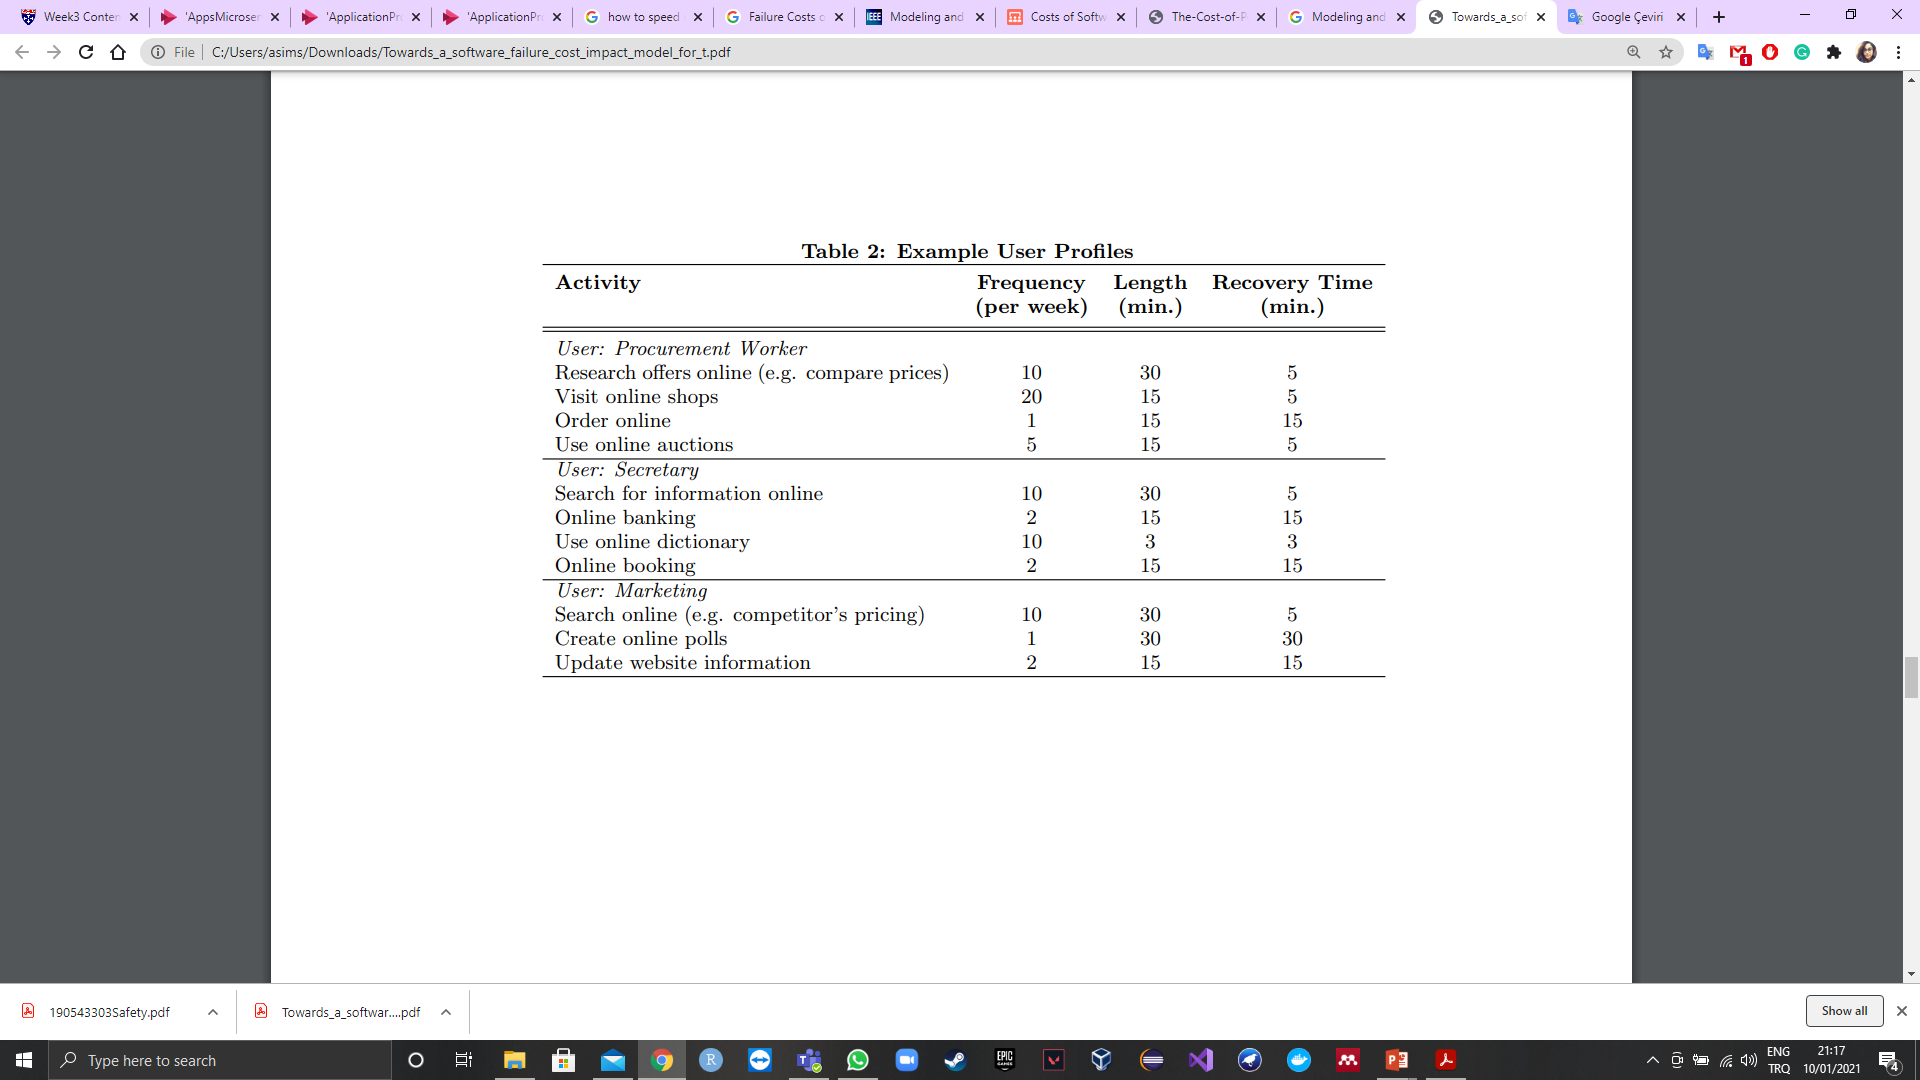 Week3 Conten
'AppsMicroser
'ApplicationPr
'ApplicationPr
how to speed
Failure Costs o
Modeling and
Costs of Softw
The-Cost-of-P
Modeling and
Towards_a_sof
Google Çeviri
File C:/Users/asims/Downloads/Towards_a_software_failure_cost_impact_model_for_t.pdf
Table 2: Example User Profiles
Activity Frequency (per week) Length (min.) Recovery Time (min.)
User: Procurement Worker
Research offers online (e.g. compare prices) 10 30 5
Visit online shops 20 15 5
Order online 1 15 15
Use online auctions 5 15 5
User: Secretary
Search for information online 10 30 5
Online banking 2 15 15
Use online dictionary 10 3 3
Online booking 2 15 15
User: Marketing
Search online (e.g. competitor's pricing) 10 30 5
Create online polls 1 30 30
Update website information 2 15 15
190543303Safety.pdf
Towards_a_softwar....pdf
Show all
Type here to search
ENG
TRQ
21:17
10/01/2021
4